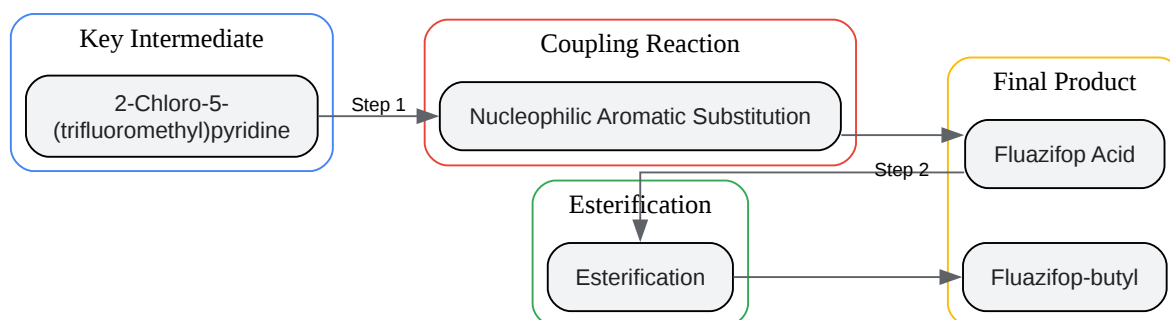 Key Intermediate
2-Chloro-5-
(trifluoromethyl)pyridine
Step 1
Coupling Reaction
Nucleophilic Aromatic Substitution
Final Product
Fluazifop Acid
Step 2
Esterification
Esterification
Fluazifop-butyl